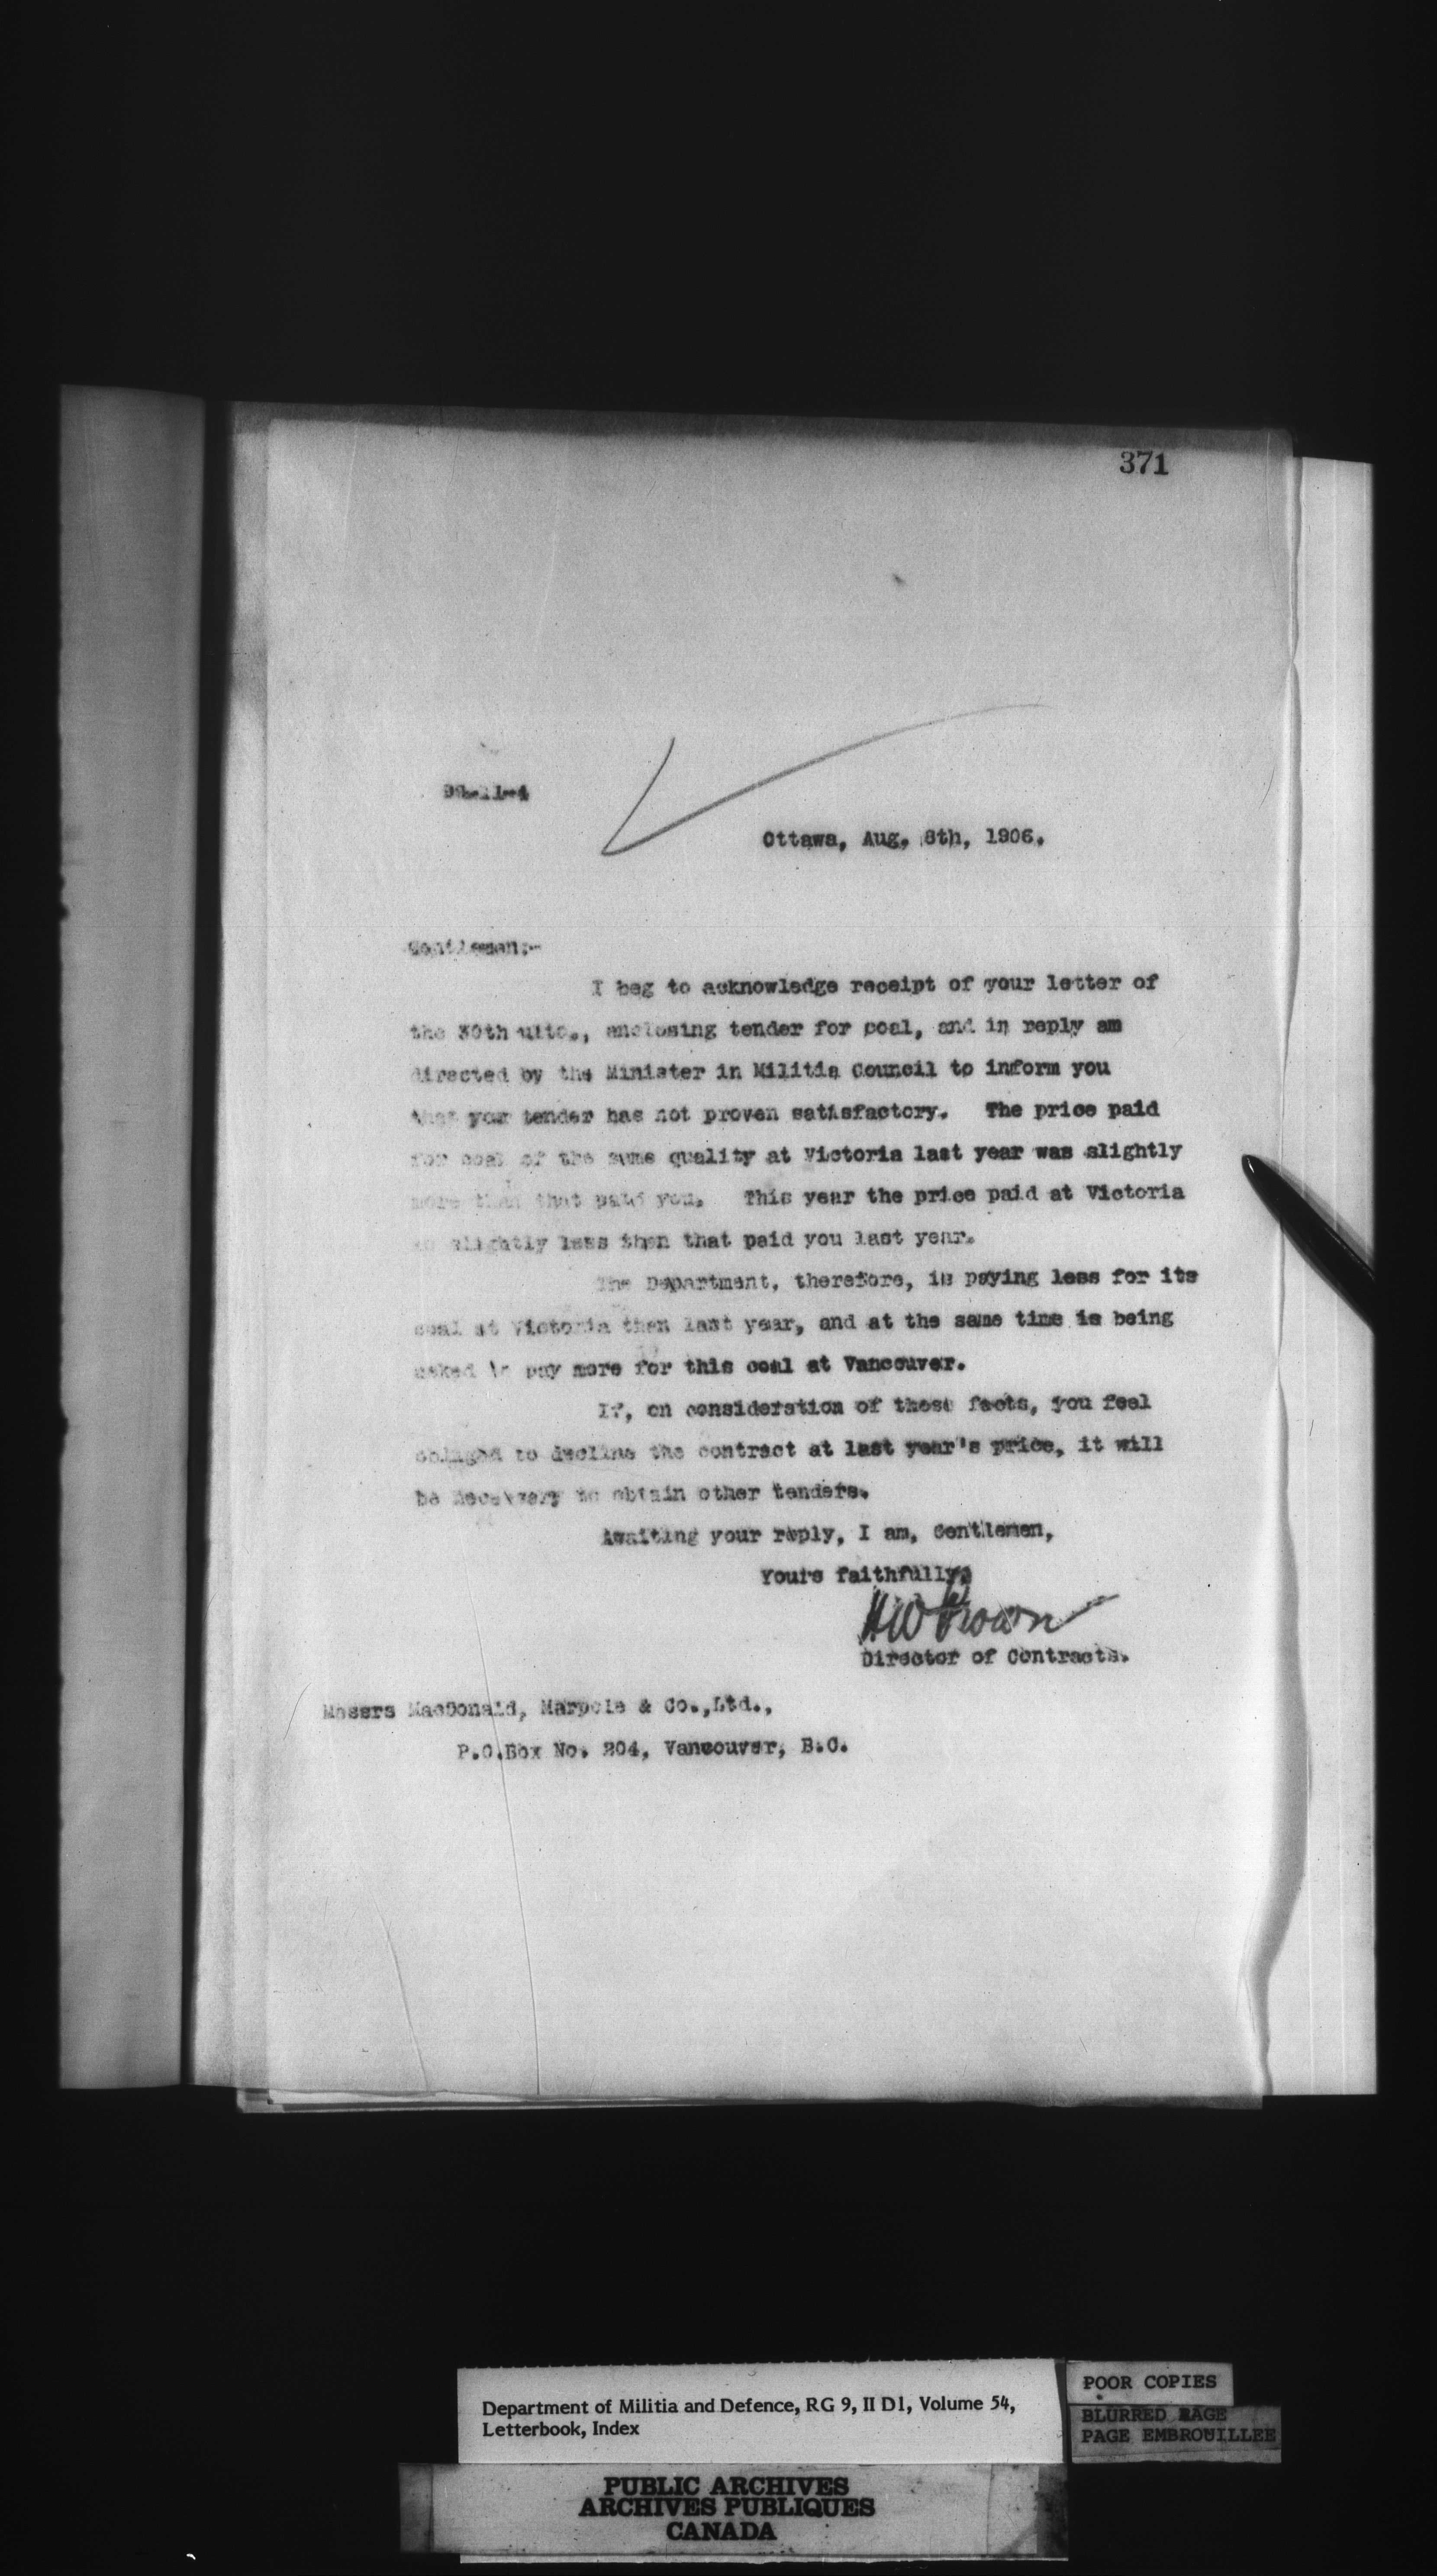 371
Ottawa, Aug. 8th, 1906.
Gentlemen:-
I beg to acknowledge receipt of your letter of
the 30th ulto., enclosing tender for coal, and in reply am
directed by the Minister in Militia Council to inform you
that your tender has not proven satisfactory. The price paid
for coal of the same quality at Victoria last year was slightly
more than that paid you. This year the price paid at Victoria
is slightly less than that paid you last year.
The Department, therefore, is paying less for its
coal at Victoria than last year, and at the same time is being
asked to pay more for this coal at Vancouver.
If, on consideration of these facts, you feel
obliged to decline the contract at last year's price, it will
be necessary to obtain other tenders.
Awaiting your reply, I am, Gentlemen,
Yours faithfully,
HW Brown
Director of Contracts.
Messrs MacDonald, Marpole & Co.,Ltd.,
P.O.Box No. 204, Vancouver, B.C.
Department of Militia and Defence, RG 9, II D1, Volume 54,
Letterbook, Index
POOR COPIES
BLURRED PAGE
PAGE EMBROUILLEE
PUBLIC ARCHIVES
ARCHIVES PUBLIQUES
CANADA